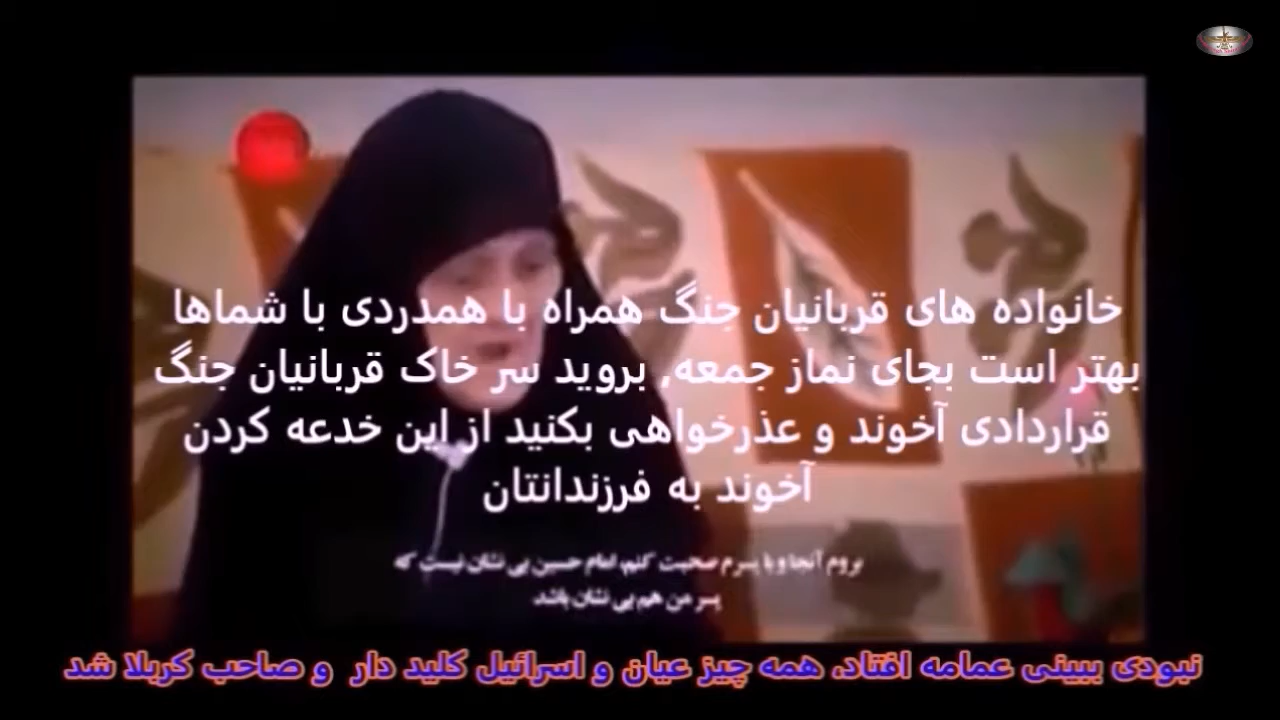 خانواده های قربانیان جنگ همراه با همدردی با شماها
بهتر است بجای نماز جمعه, بروید سر خاک قربانیان جنگ
قراردادی آخوند و عذرخواهی بکنید از این خدعه کردن
آخوند به فرزندانتان
بروم آنجا و با پسرم صحبت کنم، امام حسین بی نشان نیست که
پسر من هم بی نشان باشد
نبودی ببینی عمامه افتاد، همه چیز عیان و اسرائیل کلید دار و صاحب کربلا شد